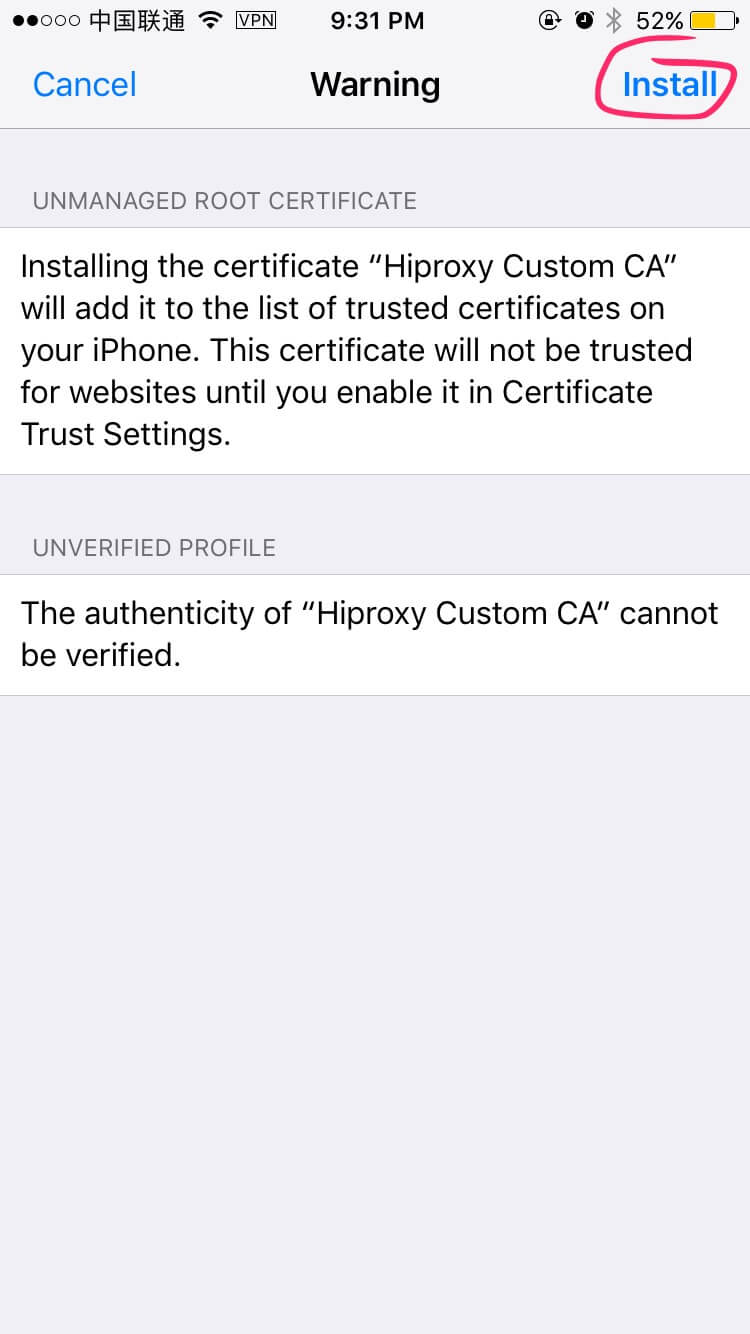 中国联通 VPN 9:31 PM 52%
Cancel Warning Install
UNMANAGED ROOT CERTIFICATE
Installing the certificate “Hiproxy Custom CA”
will add it to the list of trusted certificates on
your iPhone. This certificate will not be trusted
for websites until you enable it in Certificate
Trust Settings.
UNVERIFIED PROFILE
The authenticity of “Hiproxy Custom CA” cannot
be verified.